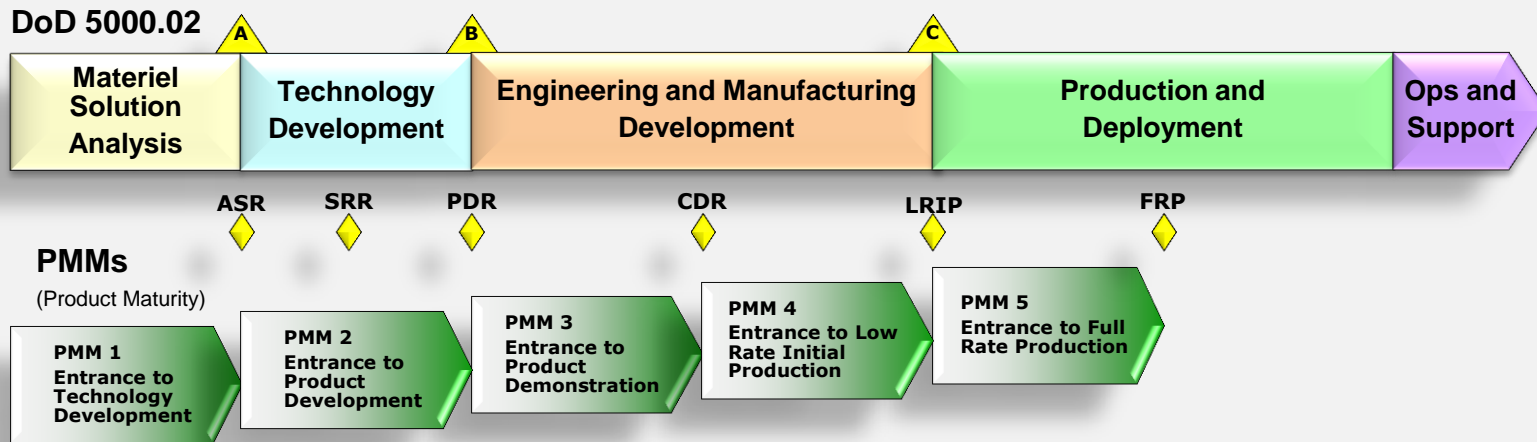 DoD 5000.02
A
B
C
Materiel
Solution
Analysis
Technology
Development
Engineering and Manufacturing
Development
Production and
Deployment
Ops and
Support
ASR
SRR
PDR
CDR
LRIP
FRP
PMMs
(Product Maturity)
PMM 1
Entrance to
Technology
Development
PMM 2
Entrance to
Product
Development
PMM 3
Entrance to
Product
Demonstration
PMM 4
Entrance to Low
Rate Initial
Production
PMM 5
Entrance to Full
Rate Production